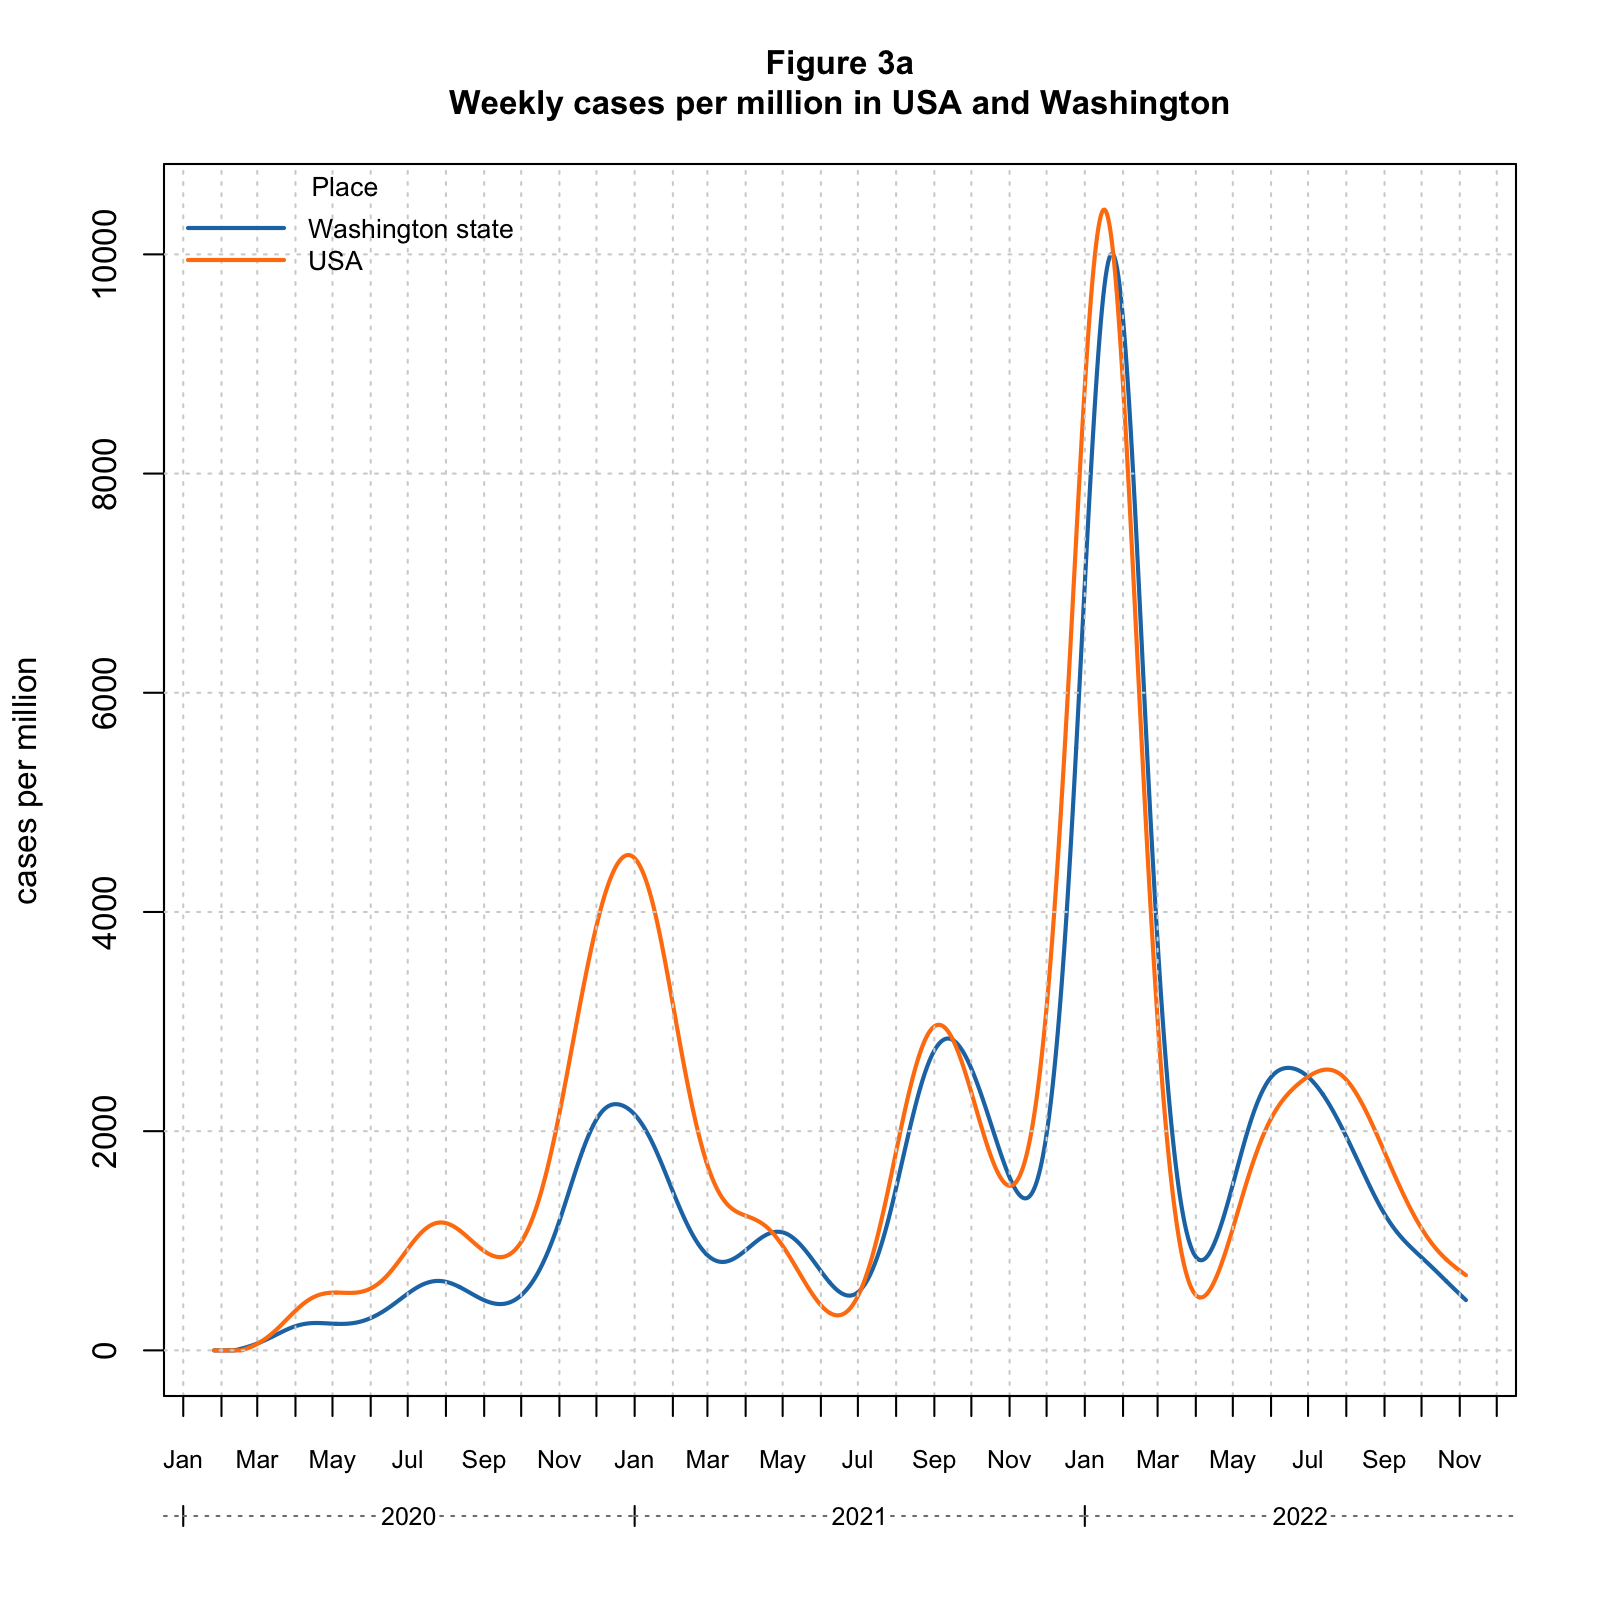 Figure 3a
Weekly cases per million in USA and Washington
Place
Washington state
USA
10000
8000
6000
4000
2000
0
cases per million
Jan Mar May Jul Sep Nov Jan Mar May Jul Sep Nov Jan Mar May Jul Sep Nov
2020 2021 2022